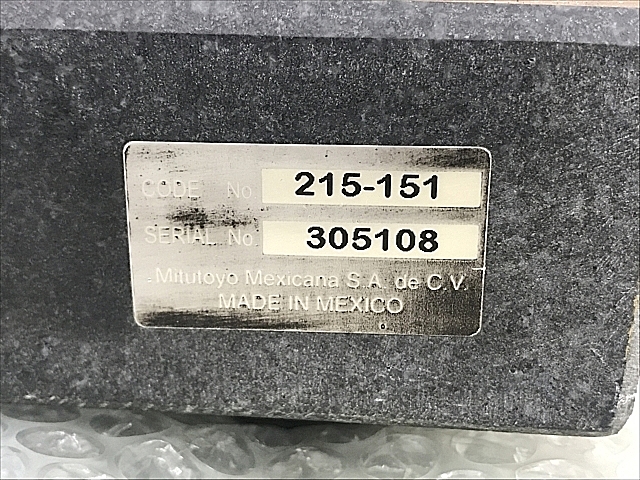 CODE No. 215-151
SERIAL No. 305108
Mitutoyo Mexicana S.A. de C.V.
MADE IN MEXICO